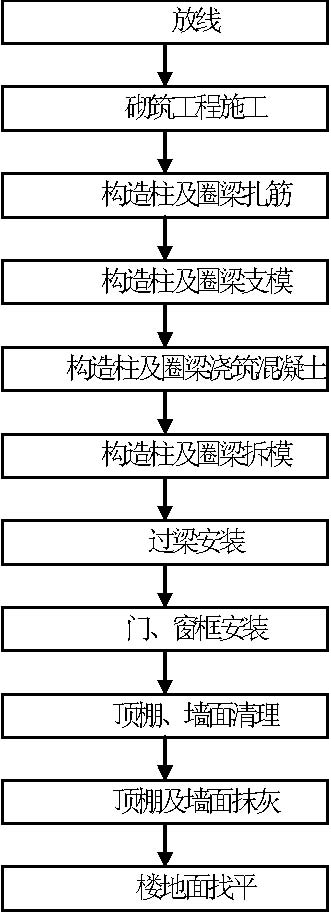 放线
砌筑工程施工
构造柱及圈梁扎筋
构造柱及圈梁支模
构造柱及圈梁浇筑混凝土
构造柱及圈梁拆模
过梁安装
门、窗框安装
顶棚、墙面清理
顶棚及墙面抹灰
楼地面找平